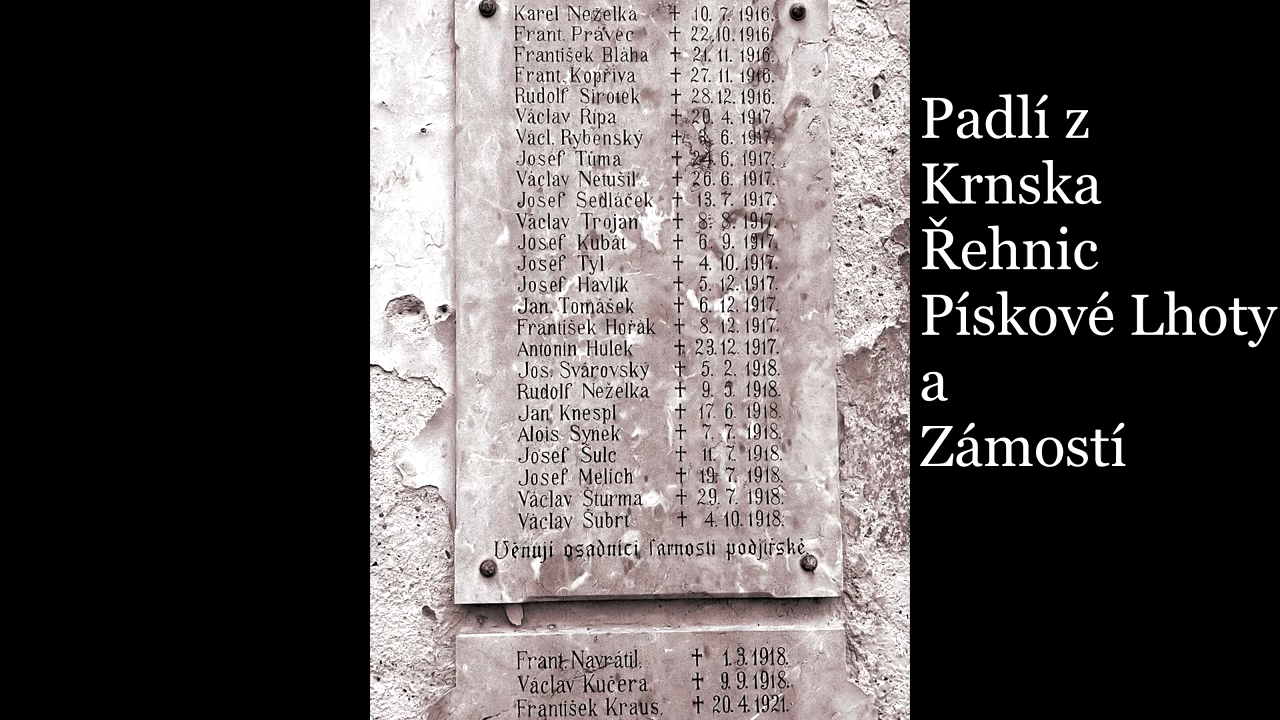 Karel Neželka † 10. 7. 1916.
Frant. Právec † 22.10.1916.
František Bláha † 21. 11. 1916.
Frant. Kopřiva † 27. 11. 1916.
Rudolf Sirotek † 28.12. 1916.
Václav Řípa † 20. 4. 1917.
Václ. Rybenský † 8. 6. 1917.
Josef Tůma † 24. 6. 1917.
Václav Netušil † 26. 6. 1917.
Josef Sedláček † 13. 7. 1917.
Václav Trojan † 8. 8. 1917.
Josef Kubát † 6. 9. 1917.
Josef Tyl † 4. 10. 1917.
Josef Havlík † 5. 12. 1917.
Jan. Tomášek † 6. 12. 1917.
František Hořák † 8. 12. 1917.
Antonín Hulek † 23. 12. 1917.
Jos. Svárovský † 5. 2. 1918.
Rudolf Neželka † 9. 3. 1918.
Jan Knespl † 17. 6. 1918.
Alois Synek † 7. 7. 1918.
Josef Šulc † 11. 7. 1918.
Josef Melich † 19. 7. 1918.
Václav Šturma † 29. 7. 1918.
Václav Šubrt † 4. 10. 1918.
Věnují osadníci farnosti podjížské.
Frant. Navrátil. † 1. 3. 1918.
Václav Kučera. † 9. 9. 1918.
František Kraus. † 20. 4. 1921.
Padlí z
Krnska
Řehnic
Pískové Lhoty
a
Zámostí